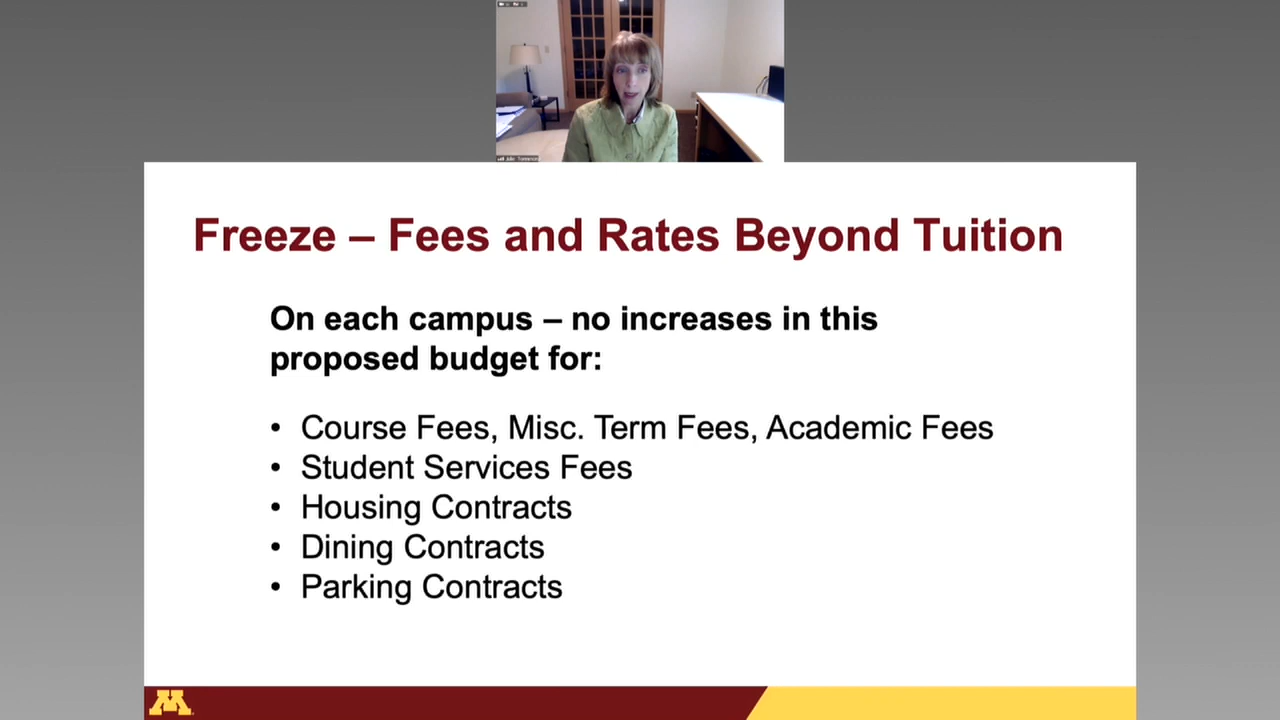 Freeze – Fees and Rates Beyond Tuition
On each campus – no increases in this
proposed budget for:
• Course Fees, Misc. Term Fees, Academic Fees
• Student Services Fees
• Housing Contracts
• Dining Contracts
• Parking Contracts
M